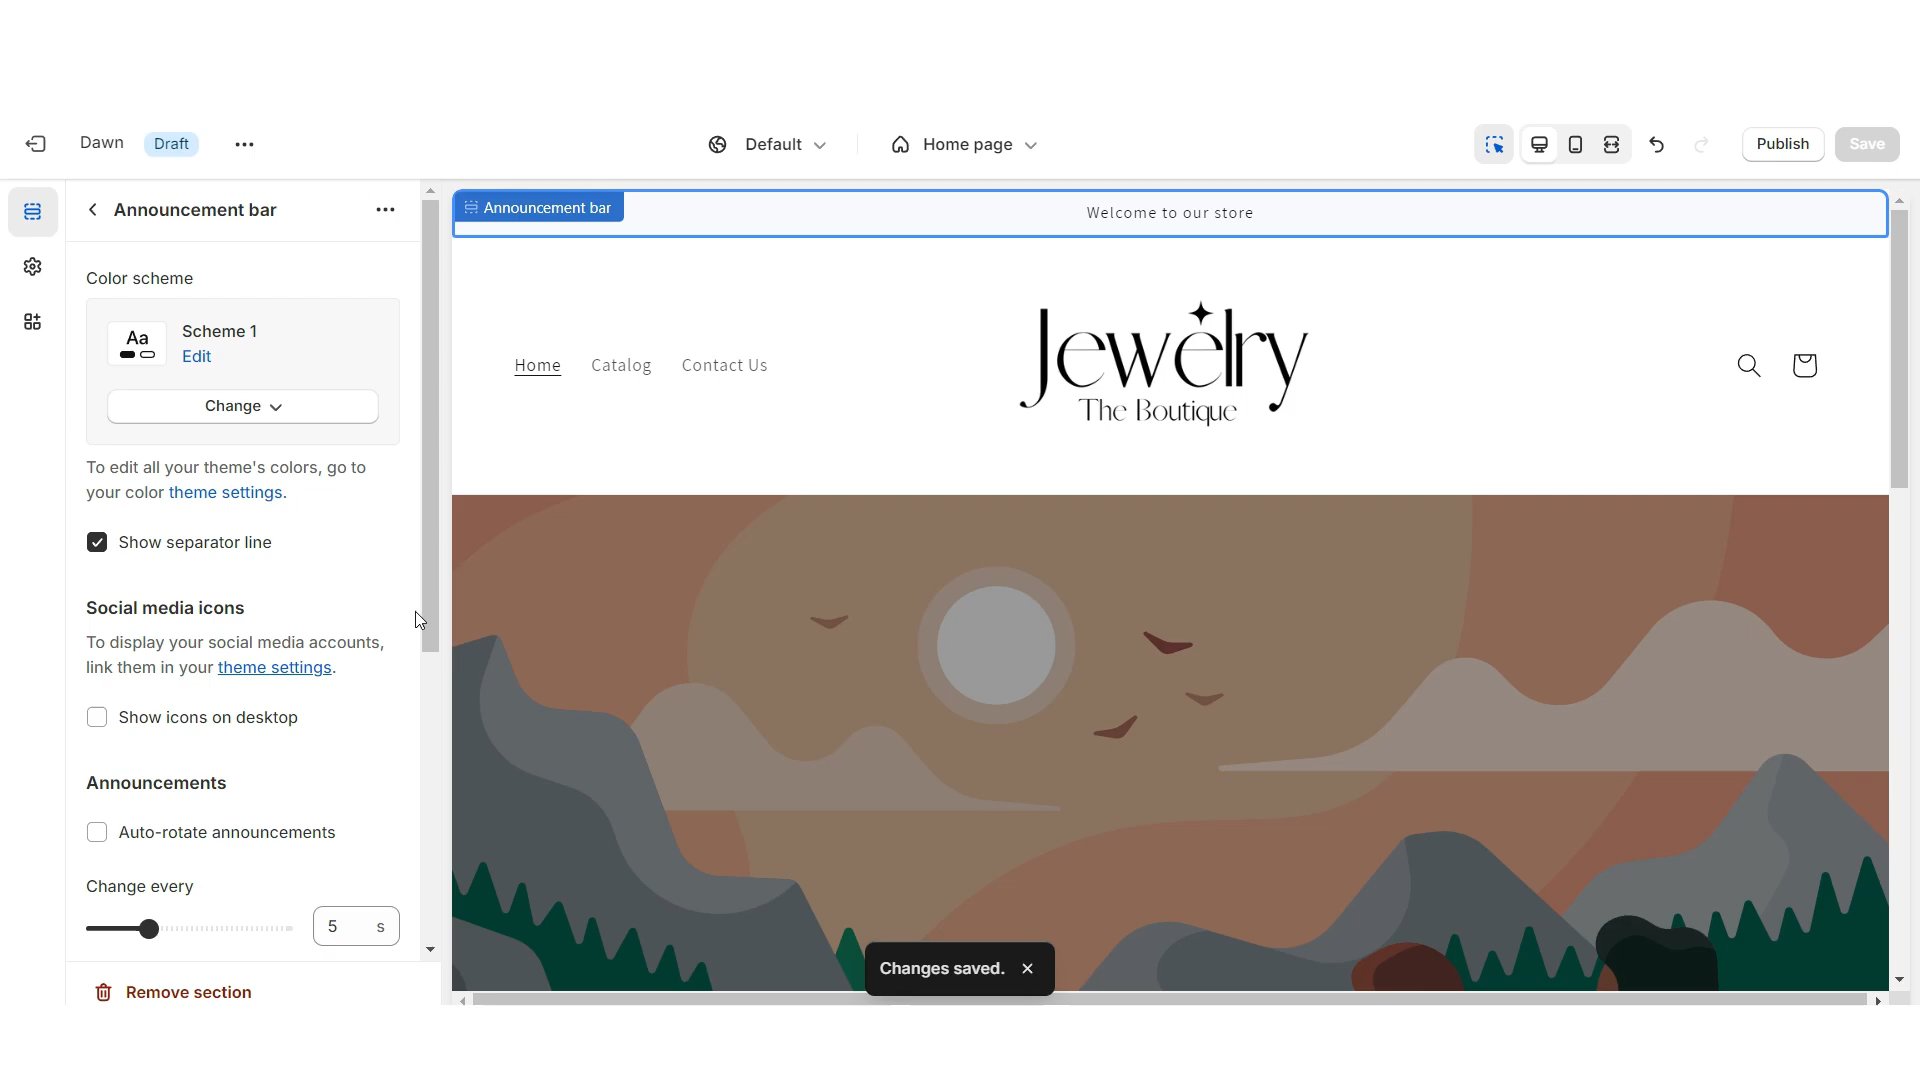 Dawn Draft Default Home page Publish Save
Announcement bar
Color scheme
Aa Scheme 1
Edit
Change
To edit all your theme's colors, go to
your color theme settings.
Show separator line
Social media icons
To display your social media accounts,
link them in your theme settings.
Show icons on desktop
Announcements
Auto-rotate announcements
Change every
5 s
Remove section
Announcement bar Welcome to our store
Home Catalog Contact Us
Jewelry
The Boutique
Changes saved.